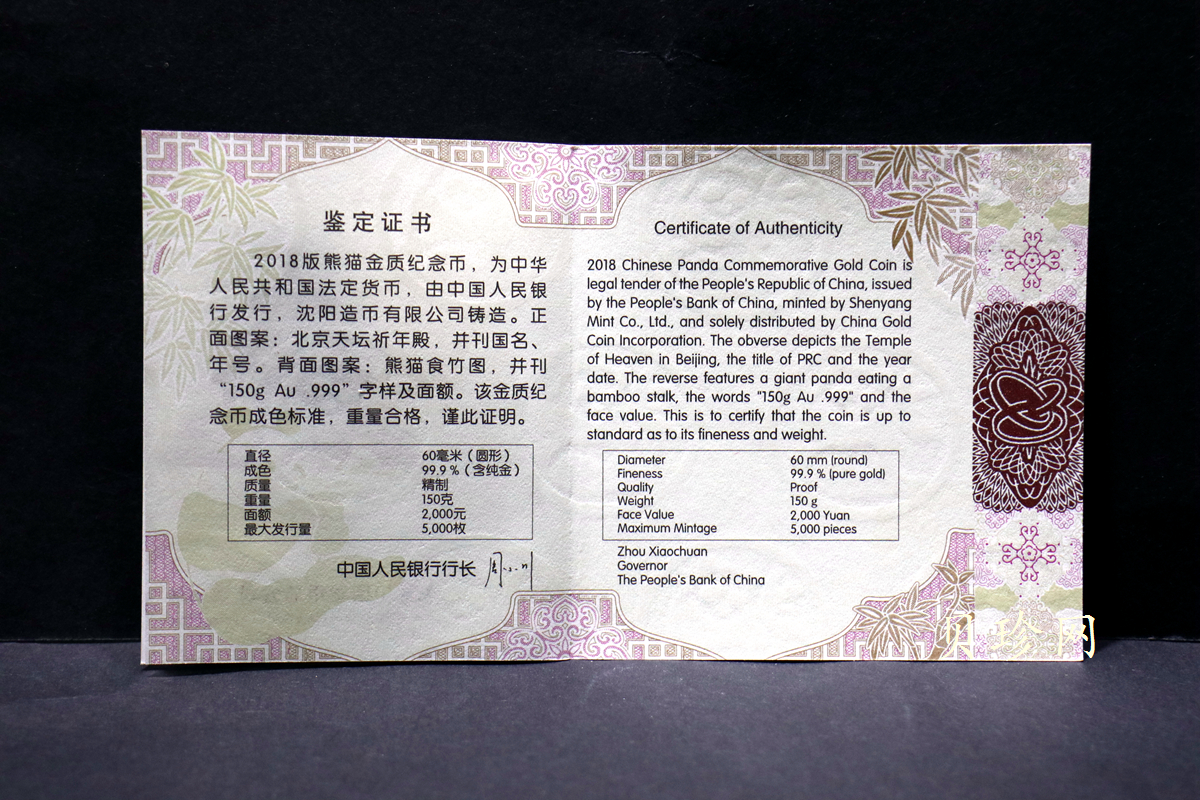 鉴定证书
2018版熊猫金质纪念币，为中华
人民共和国法定货币，由中国人民银
行发行，沈阳造币有限公司铸造。正
面图案：北京天坛祈年殿，并刊国名、
年号。背面图案：熊猫食竹图，并刊
“150g Au .999”字样及面额。该金质纪
念币成色标准，重量合格，谨此证明。
直径 60毫米（圆形）
成色 99.9 %（含纯金）
质量 精制
重量 150克
面额 2,000元
最大发行量 5,000枚
中国人民银行行长
Certificate of Authenticity
2018 Chinese Panda Commemorative Gold Coin is
legal tender of the People's Republic of China, issued
by the People's Bank of China, minted by Shenyang
Mint Co., Ltd., and solely distributed by China Gold
Coin Incorporation. The obverse depicts the Temple
of Heaven in Beijing, the title of PRC and the year
date. The reverse features a giant panda eating a
bamboo stalk, the words "150g Au .999" and the
face value. This is to certify that the coin is up to
standard as to its fineness and weight.
Diameter 60 mm (round)
Fineness 99.9 % (pure gold)
Quality Proof
Weight 150 g
Face Value 2,000 Yuan
Maximum Mintage 5,000 pieces
Zhou Xiaochuan
Governor
The People's Bank of China
珍网